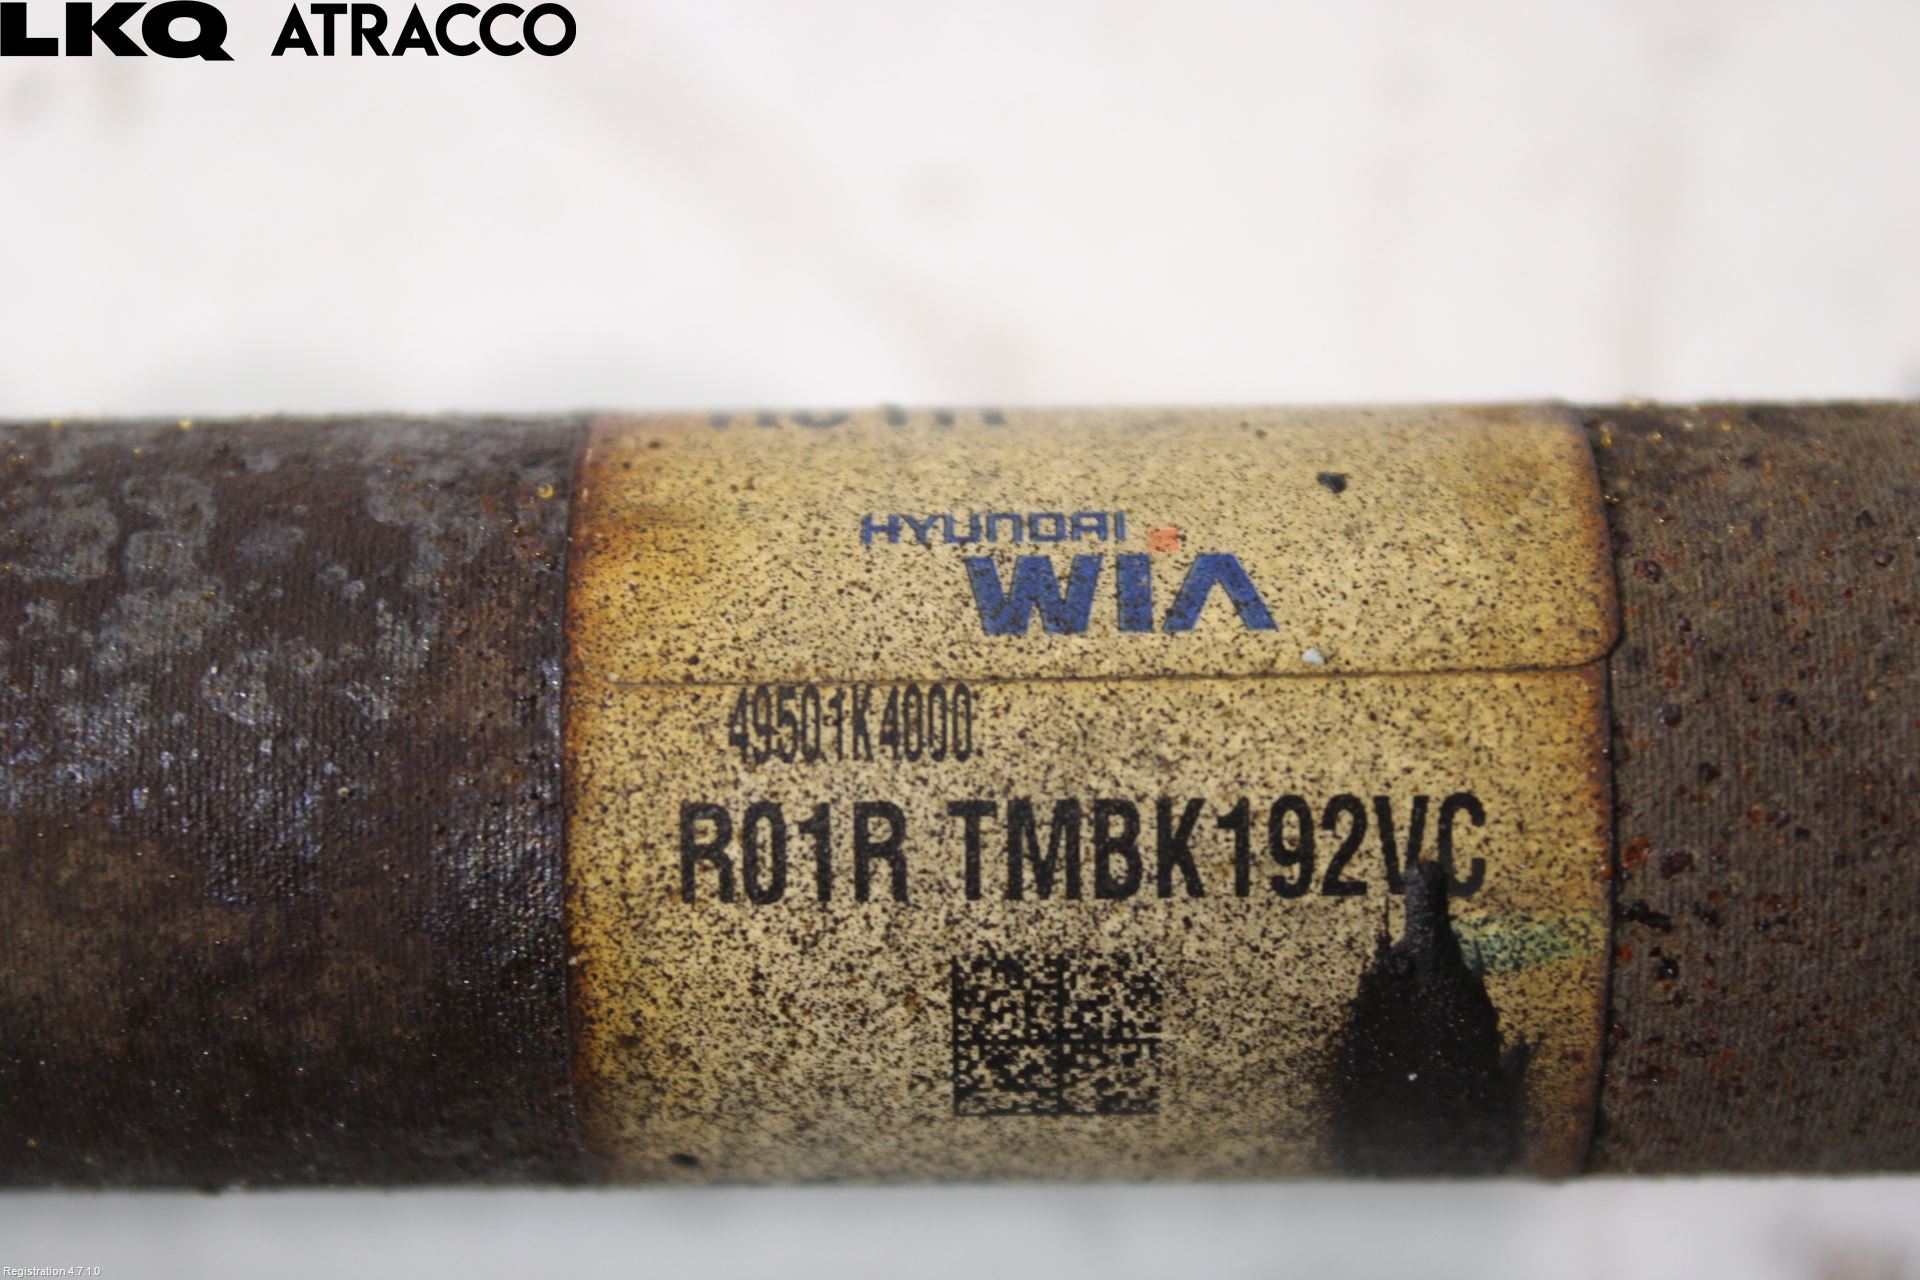 LKQ ATRACCO
HYUNDAI
WIA
49501K4000
R01R TMBK192VC
Registration 4.7.1.0